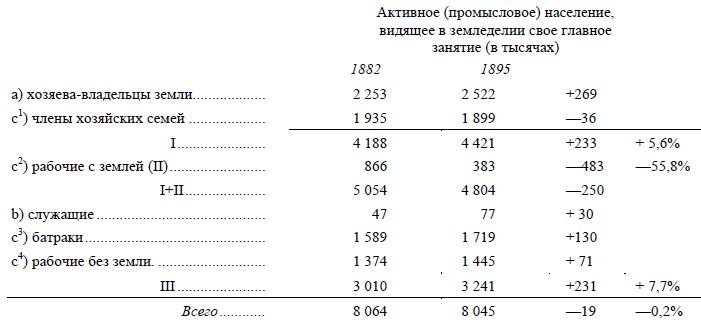 Активное (промысловое) население,
видящее в земледелии свое главное
занятие (в тысячах)
1882 1895
a) хозяева-владельцы земли.................... 2 253 2 522 +269
c¹) члены хозяйских семей ...................... 1 935 1 899 —36
I........................ 4 188 4 421 +233 + 5,6%
c²) рабочие с землей (II).......................... 866 383 —483 —55,8%
I+II...................... 5 054 4 804 —250
b) служащие .............................................. 47 77 + 30
c³) батраки................................................. 1 589 1 719 +130
c⁴) рабочие без земли. .............................. 1 374 1 445 + 71
III ....................... 3 010 3 241 +231 + 7,7%
Всего ............ 8 064 8 045 —19 —0,2%